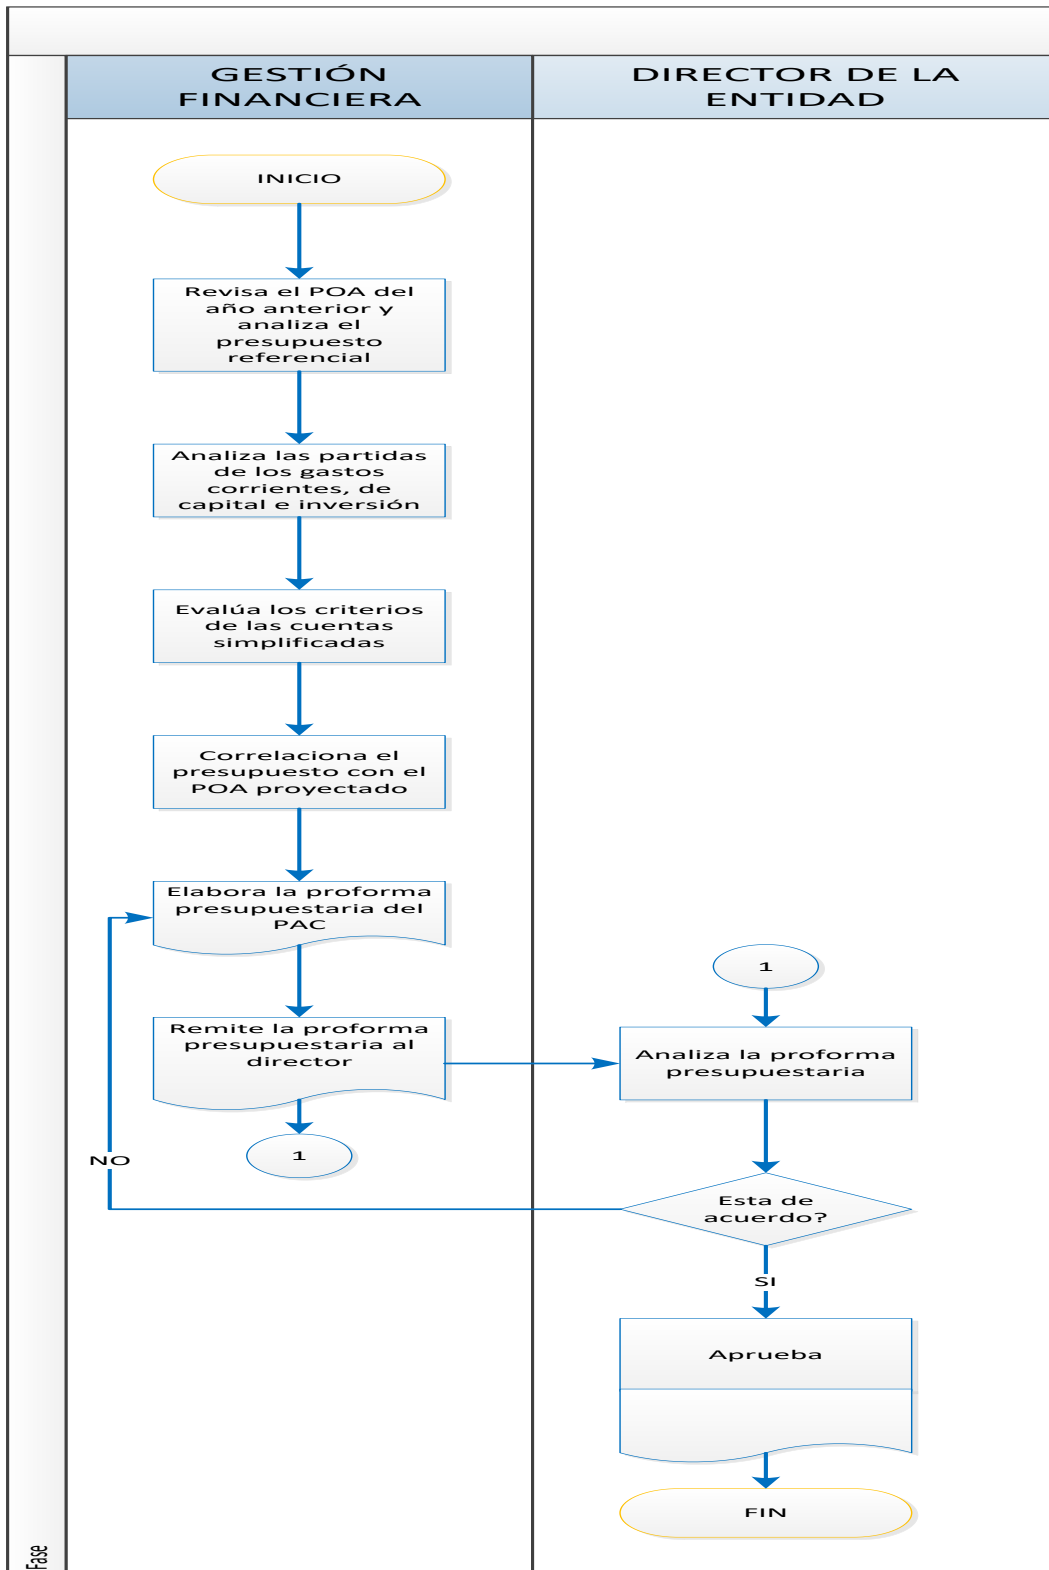 GESTIÓN
FINANCIERA
DIRECTOR DE LA
ENTIDAD
INICIO
Revisa el POA del
año anterior y
analiza el
presupuesto
referencial
Analiza las partidas
de los gastos
corrientes, de
capital e inversión
Evalúa los criterios
de las cuentas
simplificadas
Correlaciona el
presupuesto con el
POA proyectado
Elabora la proforma
presupuestaria del
PAC
Remite la proforma
presupuestaria al
director
1
NO
1
Analiza la proforma
presupuestaria
Esta de
acuerdo?
SI
Aprueba
FIN
Fase